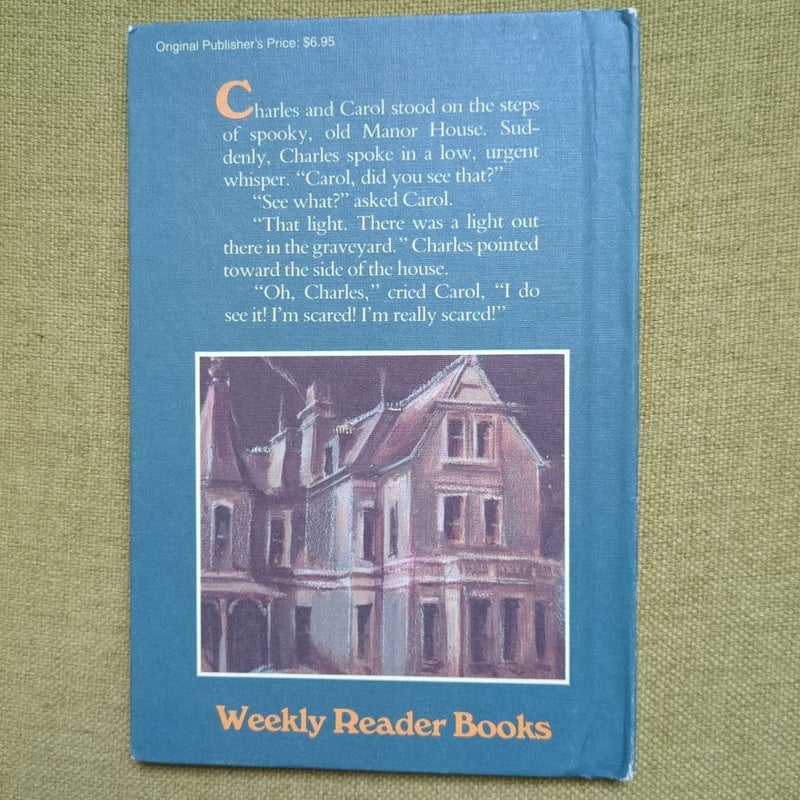 Original Publisher's Price: $6.95
Charles and Carol stood on the steps
of spooky, old Manor House. Sud-
denly, Charles spoke in a low, urgent
whisper. “Carol, did you see that?”
“See what?” asked Carol.
“That light. There was a light out
there in the graveyard.” Charles pointed
toward the side of the house.
“Oh, Charles,” cried Carol, “I do
see it! I'm scared! I'm really scared!”
Weekly Reader Books